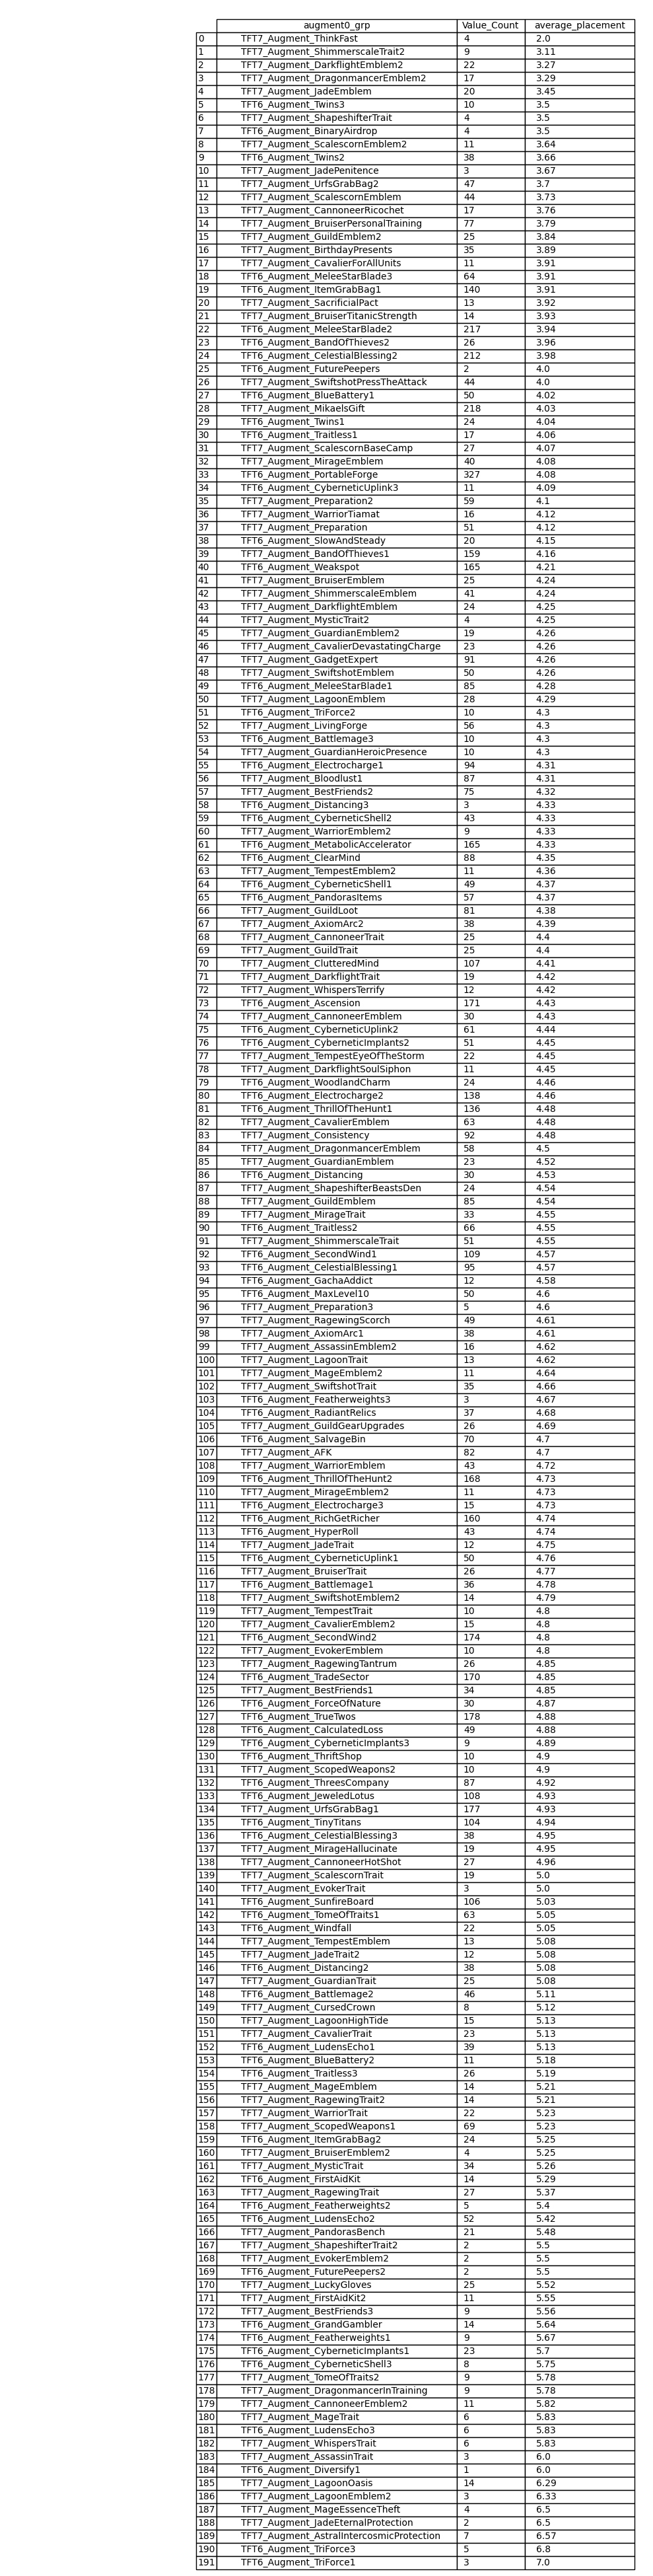 augment0_grp Value_Count average_placement
0 TFT7_Augment_ThinkFast 4 2.0
1 TFT7_Augment_ShimmerscaleTrait2 9 3.11
2 TFT7_Augment_DarkflightEmblem2 22 3.27
3 TFT7_Augment_DragonmancerEmblem2 17 3.29
4 TFT7_Augment_JadeEmblem 20 3.45
5 TFT6_Augment_Twins3 10 3.5
6 TFT7_Augment_ShapeshifterTrait 4 3.5
7 TFT6_Augment_BinaryAirdrop 4 3.5
8 TFT7_Augment_ScalescornEmblem2 11 3.64
9 TFT6_Augment_Twins2 38 3.66
10 TFT7_Augment_JadePenitence 3 3.67
11 TFT7_Augment_UrfsGrabBag2 47 3.7
12 TFT7_Augment_ScalescornEmblem 44 3.73
13 TFT7_Augment_CannoneerRicochet 17 3.76
14 TFT7_Augment_BruiserPersonalTraining 77 3.79
15 TFT7_Augment_GuildEmblem2 25 3.84
16 TFT7_Augment_BirthdayPresents 35 3.89
17 TFT7_Augment_CavalierForAllUnits 11 3.91
18 TFT6_Augment_MeleeStarBlade3 64 3.91
19 TFT6_Augment_ItemGrabBag1 140 3.91
20 TFT7_Augment_SacrificialPact 13 3.92
21 TFT7_Augment_BruiserTitanicStrength 14 3.93
22 TFT6_Augment_MeleeStarBlade2 217 3.94
23 TFT6_Augment_BandOfThieves2 26 3.96
24 TFT6_Augment_CelestialBlessing2 212 3.98
25 TFT6_Augment_FuturePeepers 2 4.0
26 TFT7_Augment_SwiftshotPressTheAttack 44 4.0
27 TFT6_Augment_BlueBattery1 50 4.02
28 TFT7_Augment_MikaelsGift 218 4.03
29 TFT6_Augment_Twins1 24 4.04
30 TFT6_Augment_Traitless1 17 4.06
31 TFT7_Augment_ScalescornBaseCamp 27 4.07
32 TFT7_Augment_MirageEmblem 40 4.08
33 TFT6_Augment_PortableForge 327 4.08
34 TFT6_Augment_CyberneticUplink3 11 4.09
35 TFT7_Augment_Preparation2 59 4.1
36 TFT7_Augment_WarriorTiamat 16 4.12
37 TFT7_Augment_Preparation 51 4.12
38 TFT6_Augment_SlowAndSteady 20 4.15
39 TFT7_Augment_BandOfThieves1 159 4.16
40 TFT6_Augment_Weakspot 165 4.21
41 TFT7_Augment_BruiserEmblem 25 4.24
42 TFT7_Augment_ShimmerscaleEmblem 41 4.24
43 TFT7_Augment_DarkflightEmblem 24 4.25
44 TFT7_Augment_MysticTrait2 4 4.25
45 TFT7_Augment_GuardianEmblem2 19 4.26
46 TFT7_Augment_CavalierDevastatingCharge 23 4.26
47 TFT7_Augment_GadgetExpert 91 4.26
48 TFT7_Augment_SwiftshotEmblem 50 4.26
49 TFT6_Augment_MeleeStarBlade1 85 4.28
50 TFT7_Augment_LagoonEmblem 28 4.29
51 TFT6_Augment_TriForce2 10 4.3
52 TFT7_Augment_LivingForge 56 4.3
53 TFT6_Augment_Battlemage3 10 4.3
54 TFT7_Augment_GuardianHeroicPresence 10 4.3
55 TFT6_Augment_Electrocharge1 94 4.31
56 TFT7_Augment_Bloodlust1 87 4.31
57 TFT7_Augment_BestFriends2 75 4.32
58 TFT6_Augment_Distancing3 3 4.33
59 TFT6_Augment_CyberneticShell2 43 4.33
60 TFT7_Augment_WarriorEmblem2 9 4.33
61 TFT6_Augment_MetabolicAccelerator 165 4.33
62 TFT6_Augment_ClearMind 88 4.35
63 TFT7_Augment_TempestEmblem2 11 4.36
64 TFT6_Augment_CyberneticShell1 49 4.37
65 TFT6_Augment_PandorasItems 57 4.37
66 TFT7_Augment_GuildLoot 81 4.38
67 TFT7_Augment_AxiomArc2 38 4.39
68 TFT7_Augment_CannoneerTrait 25 4.4
69 TFT7_Augment_GuildTrait 25 4.4
70 TFT7_Augment_ClutteredMind 107 4.41
71 TFT7_Augment_DarkflightTrait 19 4.42
72 TFT7_Augment_WhispersTerrify 12 4.42
73 TFT6_Augment_Ascension 171 4.43
74 TFT7_Augment_CannoneerEmblem 30 4.43
75 TFT6_Augment_CyberneticUplink2 61 4.44
76 TFT6_Augment_CyberneticImplants2 51 4.45
77 TFT7_Augment_TempestEyeOfTheStorm 22 4.45
78 TFT7_Augment_DarkflightSoulSiphon 11 4.45
79 TFT6_Augment_WoodlandCharm 24 4.46
80 TFT6_Augment_Electrocharge2 138 4.46
81 TFT6_Augment_ThrillOfTheHunt1 136 4.48
82 TFT7_Augment_CavalierEmblem 63 4.48
83 TFT7_Augment_Consistency 92 4.48
84 TFT7_Augment_DragonmancerEmblem 58 4.5
85 TFT7_Augment_GuardianEmblem 23 4.52
86 TFT6_Augment_Distancing 30 4.53
87 TFT7_Augment_ShapeshifterBeastsDen 24 4.54
88 TFT7_Augment_GuildEmblem 85 4.54
89 TFT7_Augment_MirageTrait 33 4.55
90 TFT6_Augment_Traitless2 66 4.55
91 TFT7_Augment_ShimmerscaleTrait 51 4.55
92 TFT6_Augment_SecondWind1 109 4.57
93 TFT6_Augment_CelestialBlessing1 95 4.57
94 TFT6_Augment_GachaAddict 12 4.58
95 TFT6_Augment_MaxLevel10 50 4.6
96 TFT7_Augment_Preparation3 5 4.6
97 TFT7_Augment_RagewingScorch 49 4.61
98 TFT7_Augment_AxiomArc1 38 4.61
99 TFT7_Augment_AssassinEmblem2 16 4.62
100 TFT7_Augment_LagoonTrait 13 4.62
101 TFT7_Augment_MageEmblem2 11 4.64
102 TFT7_Augment_SwiftshotTrait 35 4.66
103 TFT6_Augment_Featherweights3 3 4.67
104 TFT6_Augment_RadiantRelics 37 4.68
105 TFT7_Augment_GuildGearUpgrades 26 4.69
106 TFT6_Augment_SalvageBin 70 4.7
107 TFT7_Augment_AFK 82 4.7
108 TFT7_Augment_WarriorEmblem 43 4.72
109 TFT6_Augment_ThrillOfTheHunt2 168 4.73
110 TFT7_Augment_MirageEmblem2 11 4.73
111 TFT6_Augment_Electrocharge3 15 4.73
112 TFT6_Augment_RichGetRicher 160 4.74
113 TFT6_Augment_HyperRoll 43 4.74
114 TFT7_Augment_JadeTrait 12 4.75
115 TFT6_Augment_CyberneticUplink1 50 4.76
116 TFT7_Augment_BruiserTrait 26 4.77
117 TFT6_Augment_Battlemage1 36 4.78
118 TFT7_Augment_SwiftshotEmblem2 14 4.79
119 TFT7_Augment_TempestTrait 10 4.8
120 TFT7_Augment_CavalierEmblem2 15 4.8
121 TFT6_Augment_SecondWind2 174 4.8
122 TFT7_Augment_EvokerEmblem 10 4.8
123 TFT7_Augment_RagewingTantrum 26 4.85
124 TFT6_Augment_TradeSector 170 4.85
125 TFT7_Augment_BestFriends1 34 4.85
126 TFT6_Augment_ForceOfNature 30 4.87
127 TFT6_Augment_TrueTwos 178 4.88
128 TFT6_Augment_CalculatedLoss 49 4.88
129 TFT6_Augment_CyberneticImplants3 9 4.89
130 TFT6_Augment_ThriftShop 10 4.9
131 TFT7_Augment_ScopedWeapons2 10 4.9
132 TFT6_Augment_ThreesCompany 87 4.92
133 TFT6_Augment_JeweledLotus 108 4.93
134 TFT7_Augment_UrfsGrabBag1 177 4.93
135 TFT6_Augment_TinyTitans 104 4.94
136 TFT6_Augment_CelestialBlessing3 38 4.95
137 TFT7_Augment_MirageHallucinate 19 4.95
138 TFT7_Augment_CannoneerHotShot 27 4.96
139 TFT7_Augment_ScalescornTrait 19 5.0
140 TFT7_Augment_EvokerTrait 3 5.0
141 TFT6_Augment_SunfireBoard 106 5.03
142 TFT6_Augment_TomeOfTraits1 63 5.05
143 TFT6_Augment_Windfall 22 5.05
144 TFT7_Augment_TempestEmblem 13 5.08
145 TFT7_Augment_JadeTrait2 12 5.08
146 TFT6_Augment_Distancing2 38 5.08
147 TFT7_Augment_GuardianTrait 25 5.08
148 TFT6_Augment_Battlemage2 46 5.11
149 TFT7_Augment_CursedCrown 8 5.12
150 TFT7_Augment_LagoonHighTide 15 5.13
151 TFT7_Augment_CavalierTrait 23 5.13
152 TFT6_Augment_LudensEcho1 39 5.13
153 TFT6_Augment_BlueBattery2 11 5.18
154 TFT6_Augment_Traitless3 26 5.19
155 TFT7_Augment_MageEmblem 14 5.21
156 TFT7_Augment_RagewingTrait2 14 5.21
157 TFT7_Augment_WarriorTrait 22 5.23
158 TFT7_Augment_ScopedWeapons1 69 5.23
159 TFT6_Augment_ItemGrabBag2 24 5.25
160 TFT7_Augment_BruiserEmblem2 4 5.25
161 TFT7_Augment_MysticTrait 34 5.26
162 TFT6_Augment_FirstAidKit 14 5.29
163 TFT7_Augment_RagewingTrait 27 5.37
164 TFT6_Augment_Featherweights2 5 5.4
165 TFT6_Augment_LudensEcho2 52 5.42
166 TFT7_Augment_PandorasBench 21 5.48
167 TFT7_Augment_ShapeshifterTrait2 2 5.5
168 TFT7_Augment_EvokerEmblem2 2 5.5
169 TFT6_Augment_FuturePeepers2 2 5.5
170 TFT7_Augment_LuckyGloves 25 5.52
171 TFT7_Augment_FirstAidKit2 11 5.55
172 TFT7_Augment_BestFriends3 9 5.56
173 TFT6_Augment_GrandGambler 14 5.64
174 TFT6_Augment_Featherweights1 9 5.67
175 TFT6_Augment_CyberneticImplants1 23 5.7
176 TFT6_Augment_CyberneticShell3 8 5.75
177 TFT7_Augment_TomeOfTraits2 9 5.78
178 TFT7_Augment_DragonmancerInTraining 9 5.78
179 TFT7_Augment_CannoneerEmblem2 11 5.82
180 TFT7_Augment_MageTrait 6 5.83
181 TFT6_Augment_LudensEcho3 6 5.83
182 TFT7_Augment_WhispersTrait 6 5.83
183 TFT7_Augment_AssassinTrait 3 6.0
184 TFT6_Augment_Diversify1 1 6.0
185 TFT7_Augment_LagoonOasis 14 6.29
186 TFT7_Augment_LagoonEmblem2 3 6.33
187 TFT7_Augment_MageEssenceTheft 4 6.5
188 TFT7_Augment_JadeEternalProtection 2 6.5
189 TFT7_Augment_AstralIntercosmicProtection 7 6.57
190 TFT6_Augment_TriForce3 5 6.8
191 TFT6_Augment_TriForce1 3 7.0